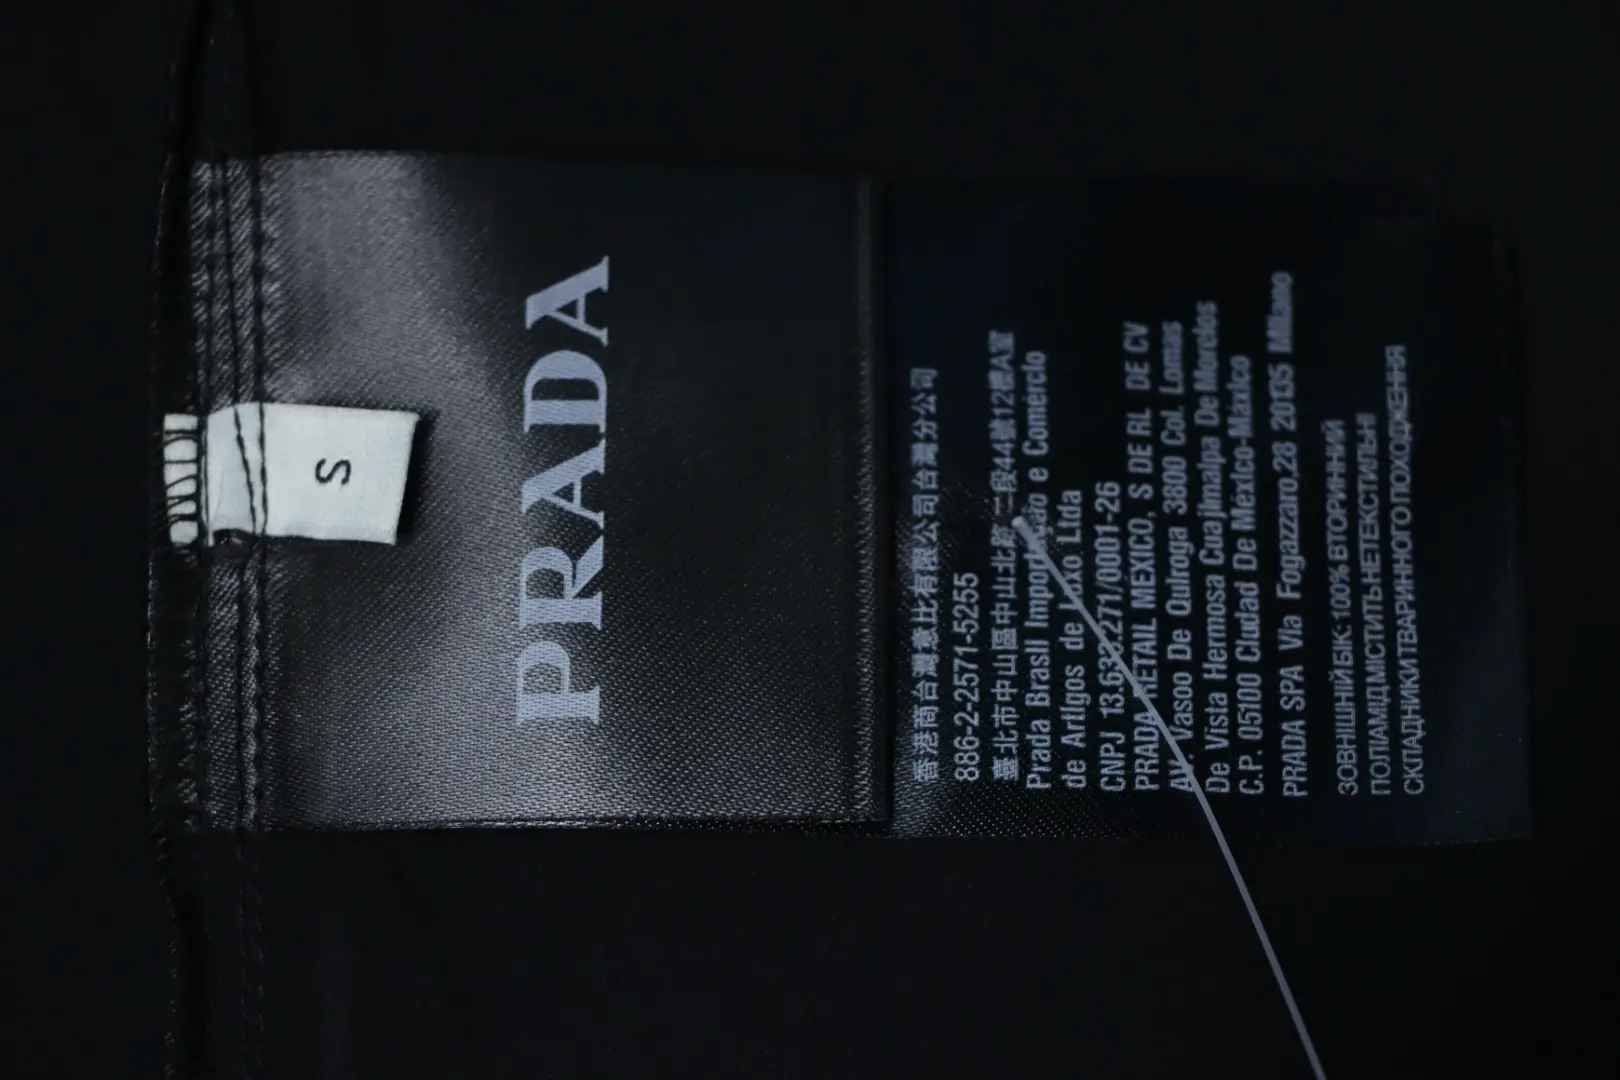 S
PRADA
香港商台灣意比有限公司台灣分公司
886-2-2571-5255
臺北市中山區中山北路二段44號12樓A室
Prada Brasil Importação e Comércio
de Artigos de Luxo Ltda
CNPJ 13.632.271/0001-26
PRADA RETAIL MEXICO, S DE RL DE CV
AV. Vasoo De Quiroga 3800 Col. Lomas
De Vista Hermosa Cuajimalpa De Morelos
C.P. 05100 Ciudad De México-Maxico
PRADA SPA Via Fogazzaro,28 20135 Milano
ЗОВНІШНІЙ БІК: 100% ВТОРИННИЙ
ПОЛІАМІД МІСТИТЬ НЕТЕКСТИЛЬНІ
СКЛАДНИКИ ТВАРИННОГО ПОХОДЖЕННЯ